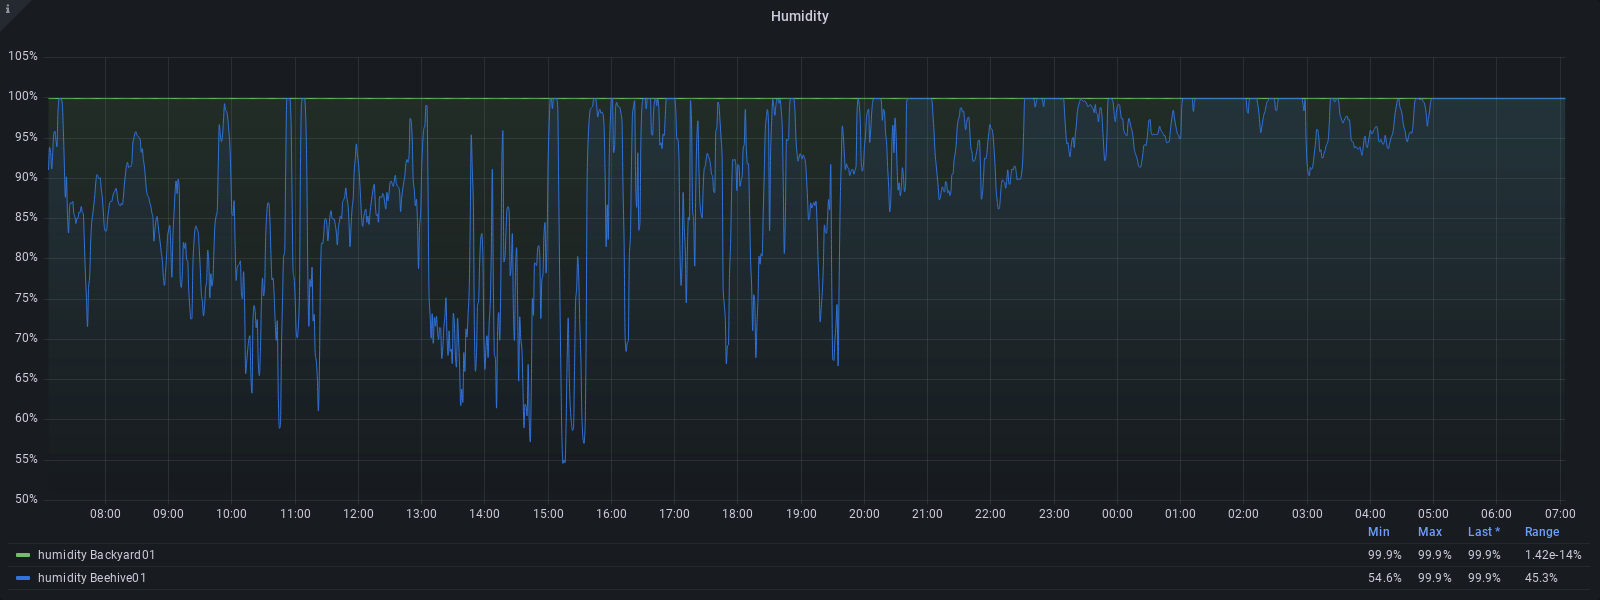 i
Humidity
105%
100%
95%
90%
85%
80%
75%
70%
65%
60%
55%
50%
08:00 09:00 10:00 11:00 12:00 13:00 14:00 15:00 16:00 17:00 18:00 19:00 20:00 21:00 22:00 23:00 00:00 01:00 02:00 03:00 04:00 05:00 06:00 07:00
Min Max Last * Range
humidity Backyard01 99.9% 99.9% 99.9% 1.42e-14%
humidity Beehive01 54.6% 99.9% 99.9% 45.3%